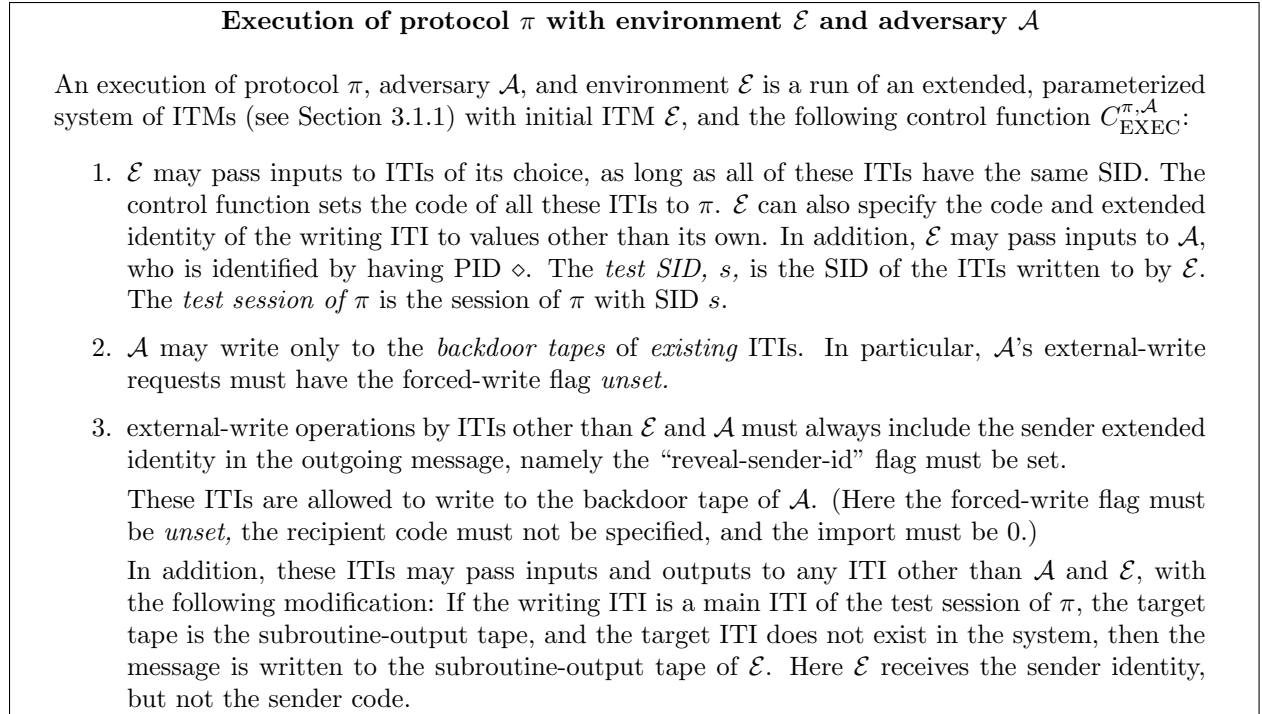 Execution of protocol π with environment ℰ and adversary 𝒜
An execution of protocol π, adversary 𝒜, and environment ℰ is a run of an extended, parameterized
system of ITMs (see Section 3.1.1) with initial ITM ℰ, and the following control function C^{π,𝒜}_{EXEC}:
1. ℰ may pass inputs to ITIs of its choice, as long as all of these ITIs have the same SID. The
control function sets the code of all these ITIs to π. ℰ can also specify the code and extended
identity of the writing ITI to values other than its own. In addition, ℰ may pass inputs to 𝒜,
who is identified by having PID ⋄. The test SID, s, is the SID of the ITIs written to by ℰ.
The test session of π is the session of π with SID s.
2. 𝒜 may write only to the backdoor tapes of existing ITIs. In particular, 𝒜's external-write
requests must have the forced-write flag unset.
3. external-write operations by ITIs other than ℰ and 𝒜 must always include the sender extended
identity in the outgoing message, namely the “reveal-sender-id” flag must be set.
These ITIs are allowed to write to the backdoor tape of 𝒜. (Here the forced-write flag must
be unset, the recipient code must not be specified, and the import must be 0.)
In addition, these ITIs may pass inputs and outputs to any ITI other than 𝒜 and ℰ, with
the following modification: If the writing ITI is a main ITI of the test session of π, the target
tape is the subroutine-output tape, and the target ITI does not exist in the system, then the
message is written to the subroutine-output tape of ℰ. Here ℰ receives the sender identity,
but not the sender code.